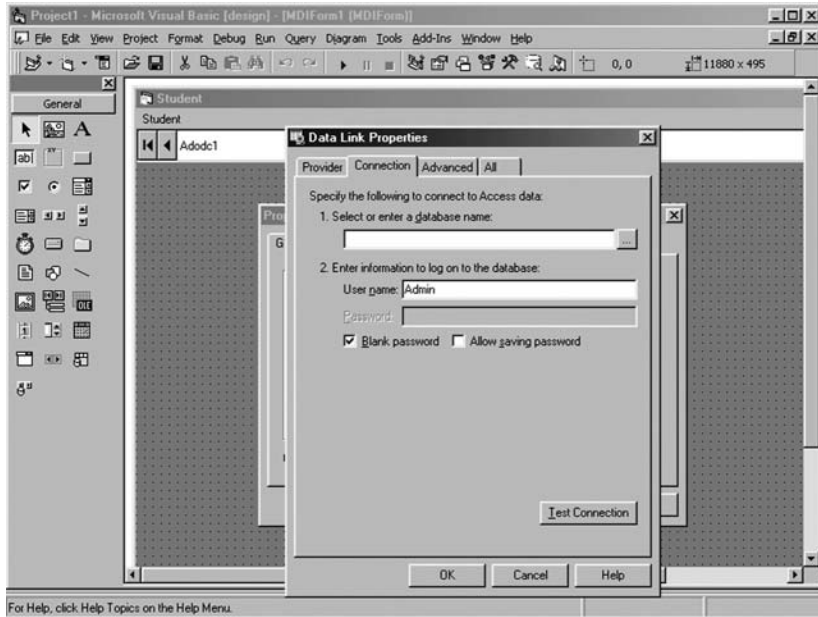 Project1 - Microsoft Visual Basic [design] - [MDIForm1 (MDIForm)]
File Edit View Project Format Debug Run Query Diagram Tools Add-Ins Window Help
0, 0 11880 x 495
General
A
ab|
OLE
Student
Student
Adodc1
Data Link Properties
Provider Connection Advanced All
Specify the following to connect to Access data:
1. Select or enter a database name:
...
2. Enter information to log on to the database:
User name: Admin
Password:
Blank password Allow saving password
Test Connection
OK Cancel Help
For Help, click Help Topics on the Help Menu.